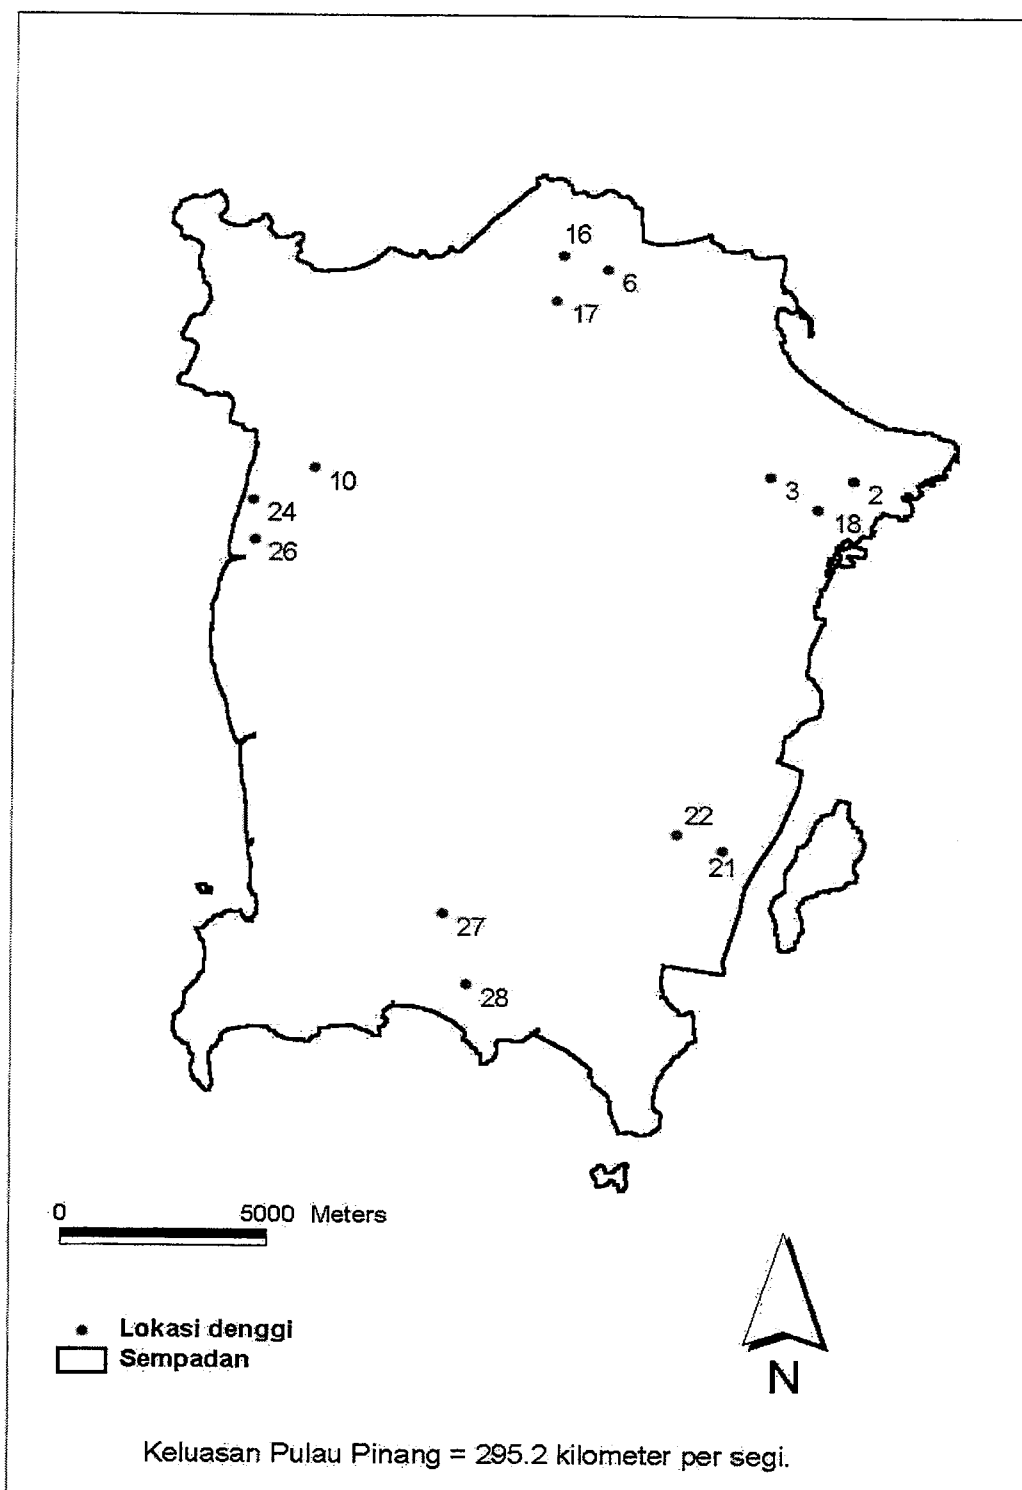 16
6
17
10
3
2
24
18
26
22
21
27
28
0 5000 Meters
Lokasi denggi
Sempadan
N
Keluasan Pulau Pinang = 295.2 kilometer per segi.